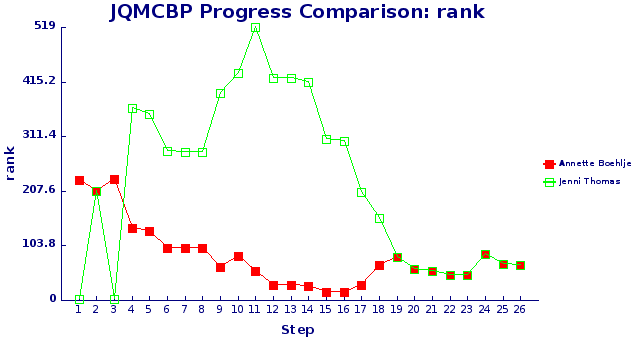 JQMCBP Progress Comparison: rank
519
415.2
311.4
207.6
103.8
0
rank
1 2 3 4 5 6 7 8 9 10 11 12 13 14 15 16 17 18 19 20 21 22 23 24 25 26
Step
Annette Boehlje
Jenni Thomas